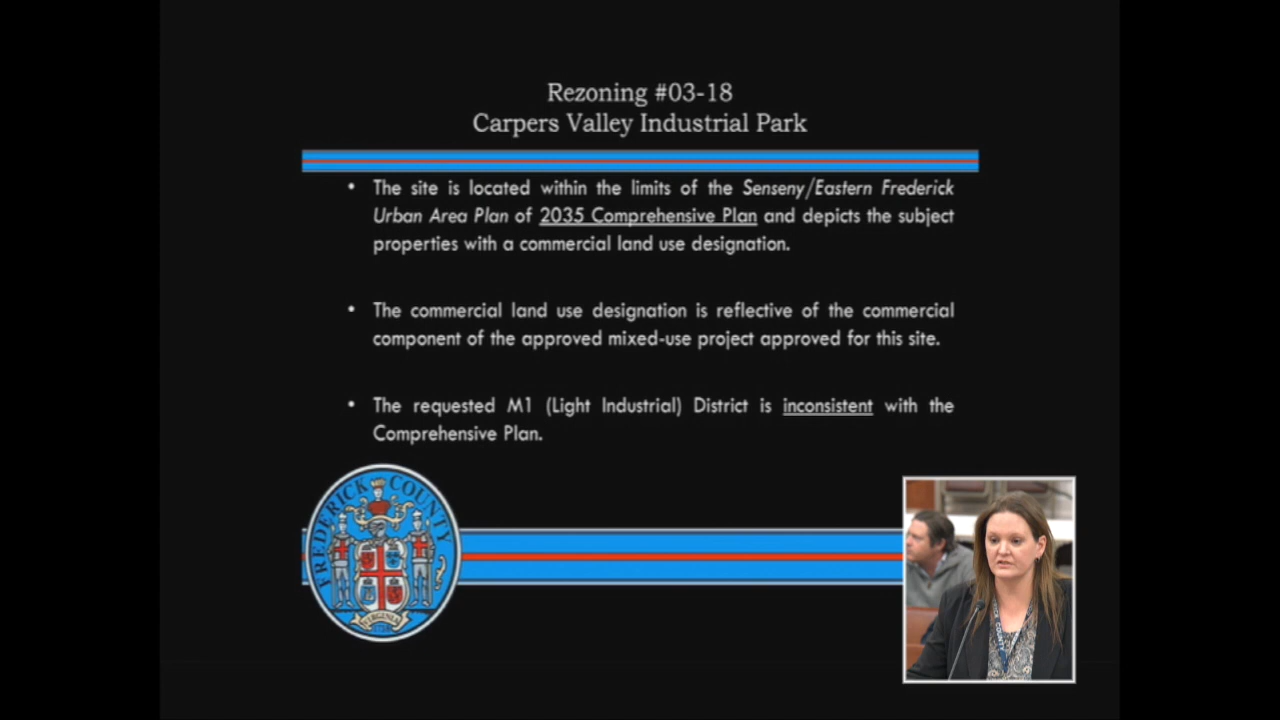 Rezoning #03-18
Carpers Valley Industrial Park
• The site is located within the limits of the Senseny/Eastern Frederick
Urban Area Plan of 2035 Comprehensive Plan and depicts the subject
properties with a commercial land use designation.
• The commercial land use designation is reflective of the commercial
component of the approved mixed-use project approved for this site.
• The requested M1 (Light Industrial) District is inconsistent with the
Comprehensive Plan.
FREDERICK COUNTY
VIRGINIA